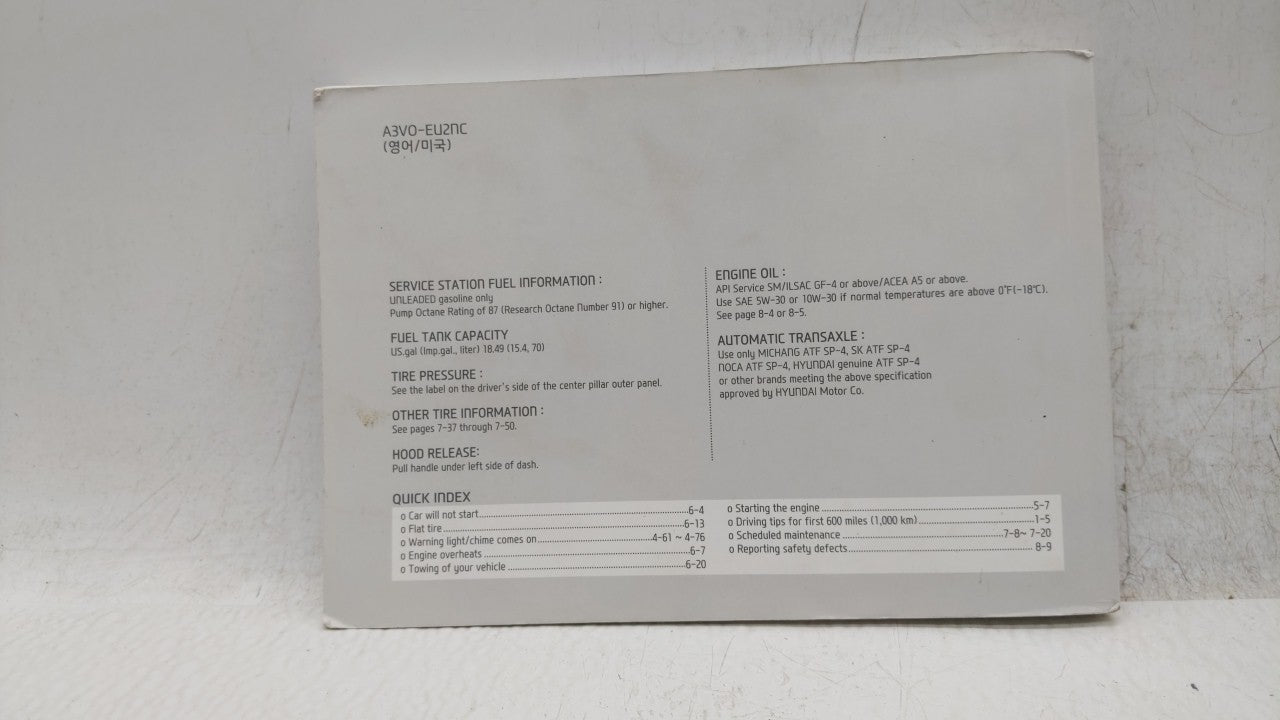 A3VO-EU2NC
(영어/미국)
SERVICE STATION FUEL INFORMATION :
UNLEADED gasoline only
Pump Octane Rating of 87 (Research Octane Number 91) or higher.
FUEL TANK CAPACITY
US.gal (Imp.gal., liter) 18.49 (15.4, 70)
TIRE PRESSURE :
See the label on the driver's side of the center pillar outer panel.
OTHER TIRE INFORMATION :
See pages 7-37 through 7-50.
HOOD RELEASE:
Pull handle under left side of dash.
ENGINE OIL :
API Service SM/ILSAC GF-4 or above/ACEA A5 or above.
Use SAE 5W-30 or 10W-30 if normal temperatures are above 0°F(-18°C).
See page 8-4 or 8-5.
AUTOMATIC TRANSAXLE :
Use only MICHANG ATF SP-4, SK ATF SP-4
NOCA ATF SP-4, HYUNDAI genuine ATF SP-4
or other brands meeting the above specification
approved by HYUNDAI Motor Co.
QUICK INDEX
o Car will not start....6-4
o Flat tire....6-13
o Warning light/chime comes on....4-61 ~ 4-76
o Engine overheats....6-7
o Towing of your vehicle....6-20
o Starting the engine....5-7
o Driving tips for first 600 miles (1,000 km)....1-5
o Scheduled maintenance....7-8~ 7-20
o Reporting safety defects....8-9